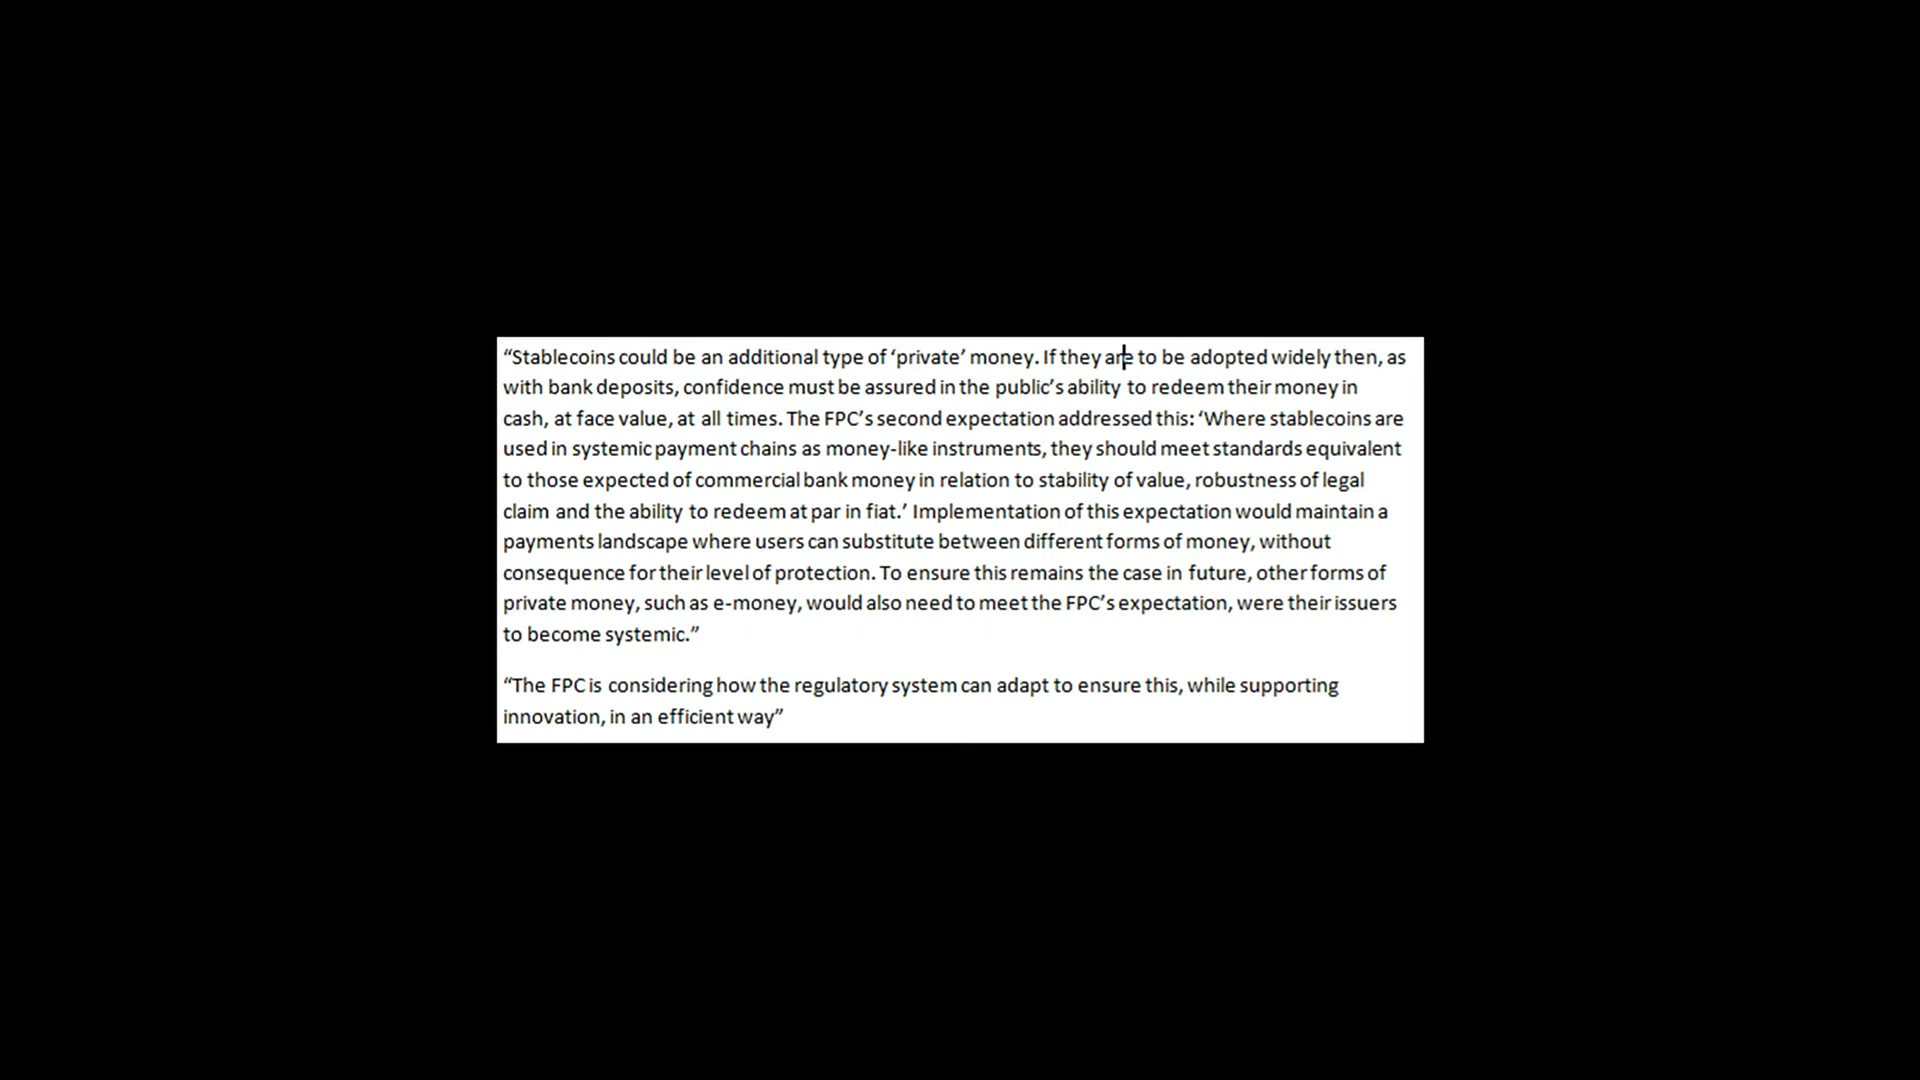 “Stablecoins could be an additional type of ‘private’ money. If they are to be adopted widely then, as
with bank deposits, confidence must be assured in the public’s ability to redeem their money in
cash, at face value, at all times. The FPC’s second expectation addressed this: ‘Where stablecoins are
used in systemic payment chains as money-like instruments, they should meet standards equivalent
to those expected of commercial bank money in relation to stability of value, robustness of legal
claim and the ability to redeem at par in fiat.’ Implementation of this expectation would maintain a
payments landscape where users can substitute between different forms of money, without
consequence for their level of protection. To ensure this remains the case in future, other forms of
private money, such as e-money, would also need to meet the FPC’s expectation, were their issuers
to become systemic.”
“The FPC is considering how the regulatory system can adapt to ensure this, while supporting
innovation, in an efficient way”